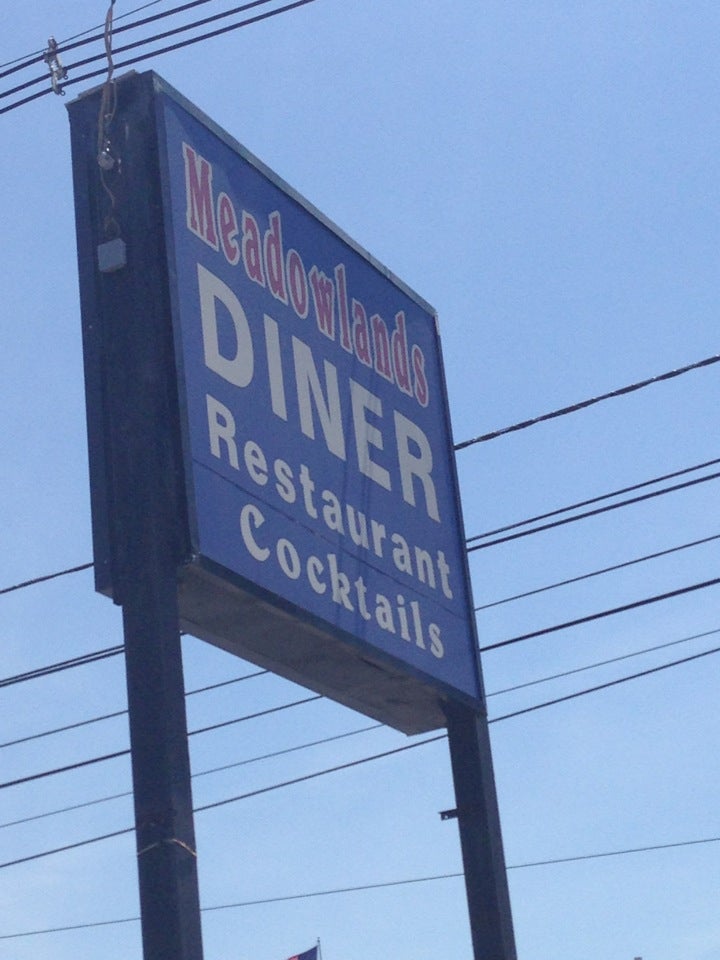 Meadowlands
DINER
Restaurant
Cocktails